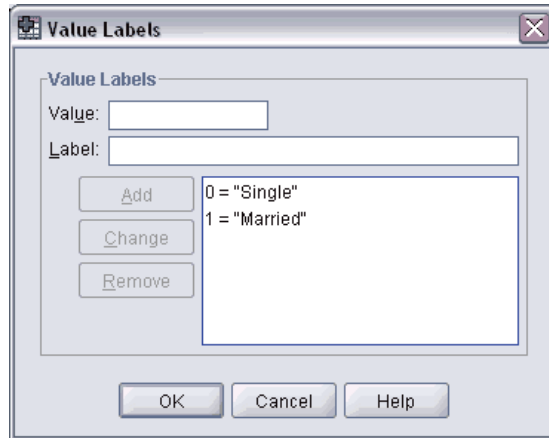 Value Labels
Value Labels
Value:
Label:
Add
0 = "Single"
1 = "Married"
Change
Remove
OK Cancel Help